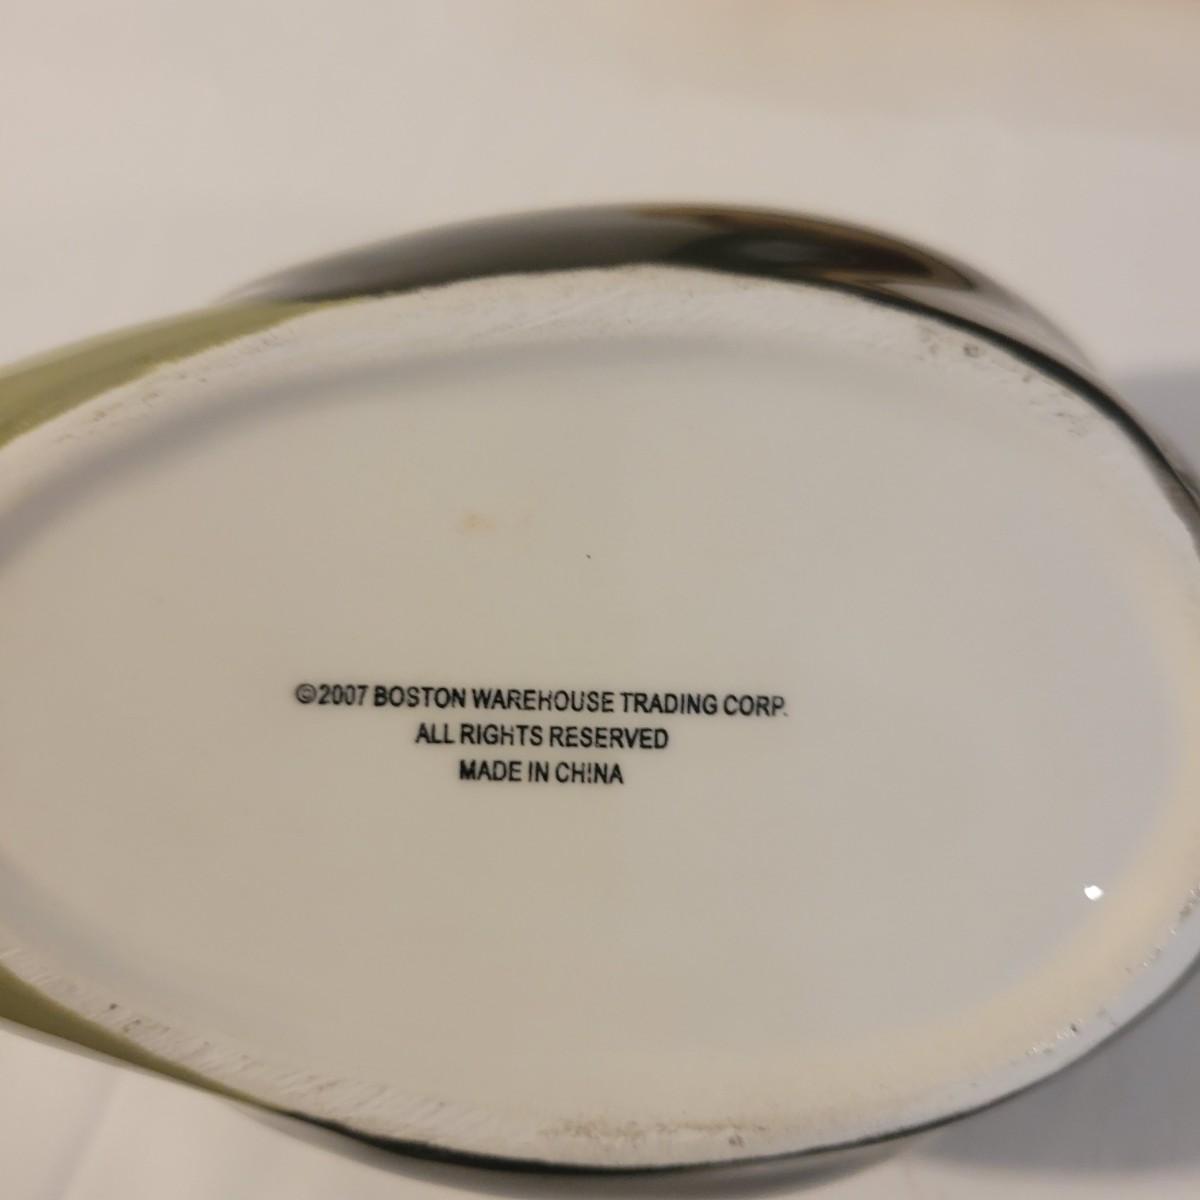 ©2007 BOSTON WAREHOUSE TRADING CORP.
ALL RIGHTS RESERVED
MADE IN CHINA